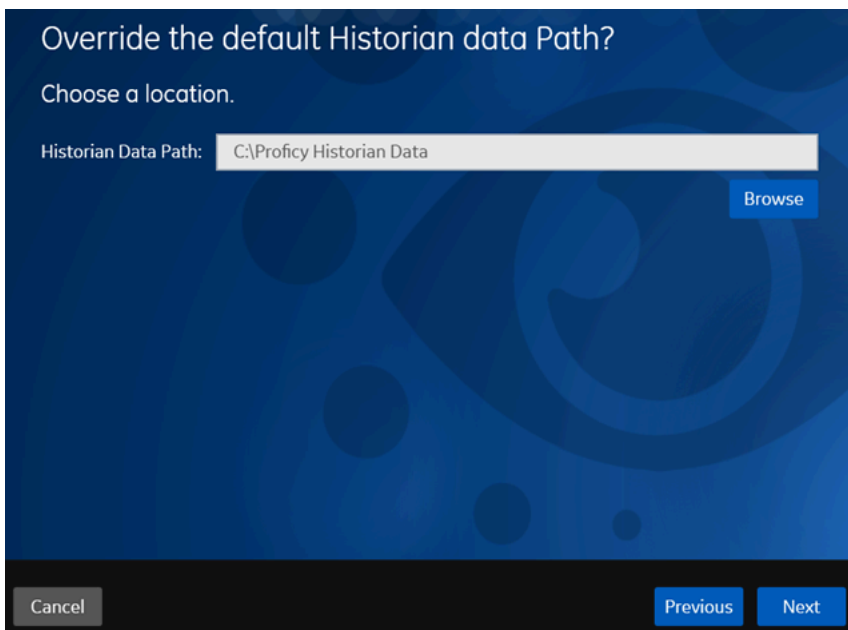 Override the default Historian data Path?
Choose a location.
Historian Data Path: C:\Proficy Historian Data
Browse
Cancel Previous Next